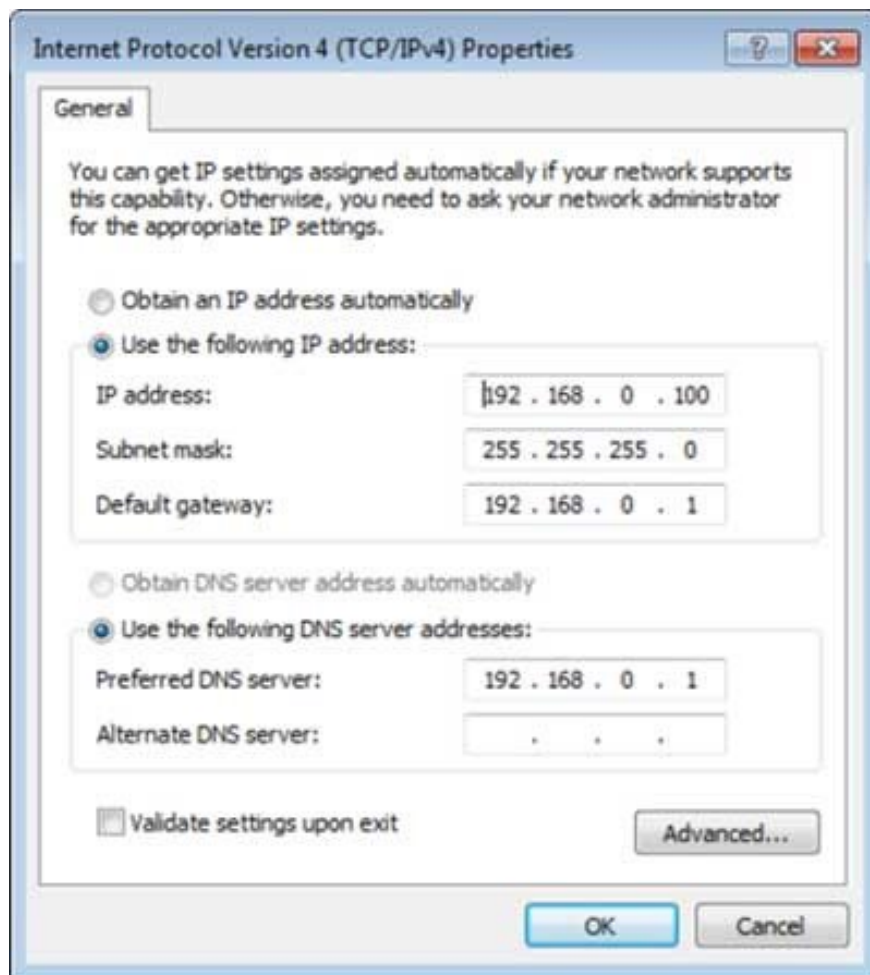 Internet Protocol Version 4 (TCP/IPv4) Properties
General
You can get IP settings assigned automatically if your network supports
this capability. Otherwise, you need to ask your network administrator
for the appropriate IP settings.
Obtain an IP address automatically
Use the following IP address:
IP address: 192 . 168 . 0 . 100
Subnet mask: 255 . 255 . 255 . 0
Default gateway: 192 . 168 . 0 . 1
Obtain DNS server address automatically
Use the following DNS server addresses:
Preferred DNS server: 192 . 168 . 0 . 1
Alternate DNS server: . . .
Validate settings upon exit
Advanced...
OK Cancel